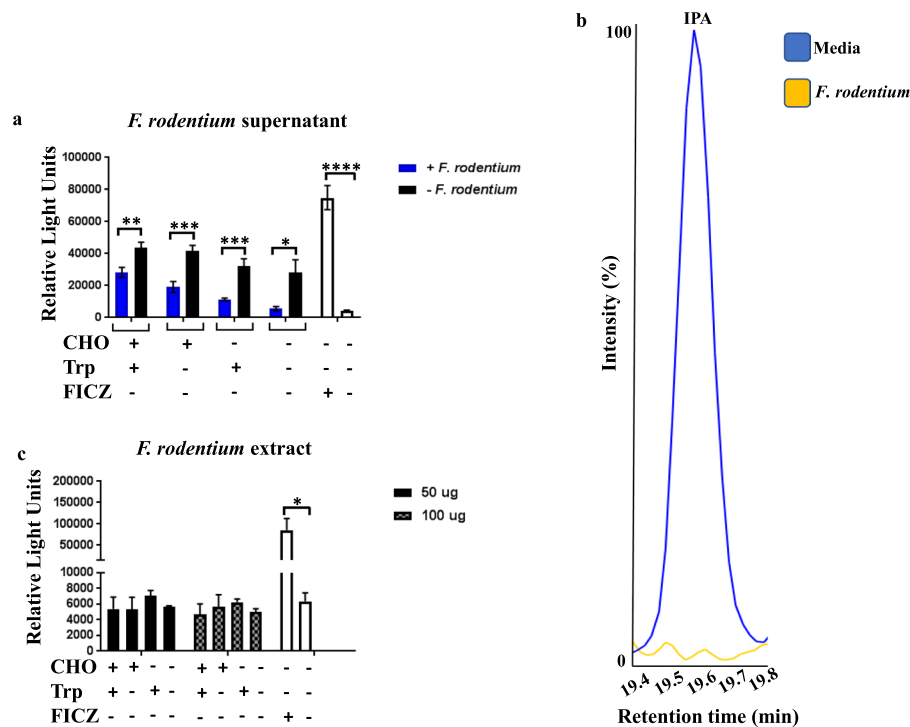 a
F. rodentium supernatant
Relative Light Units
100000
80000
60000
40000
20000
0
** *** *** * ****
+ F. rodentium
- F. rodentium
CHO + + - - - -
Trp + - + - - -
FICZ - - - - + -
b
IPA
100
0
Intensity (%)
19.4 19.5 19.6 19.7 19.8
Retention time (min)
Media
F. rodentium
c
F. rodentium extract
Relative Light Units
200000
150000
100000
50000
10000
8000
6000
4000
2000
0
*
50 ug
100 ug
CHO + + - - + + - - - -
Trp + - + - + - + - - -
FICZ - - - - - - - - + -